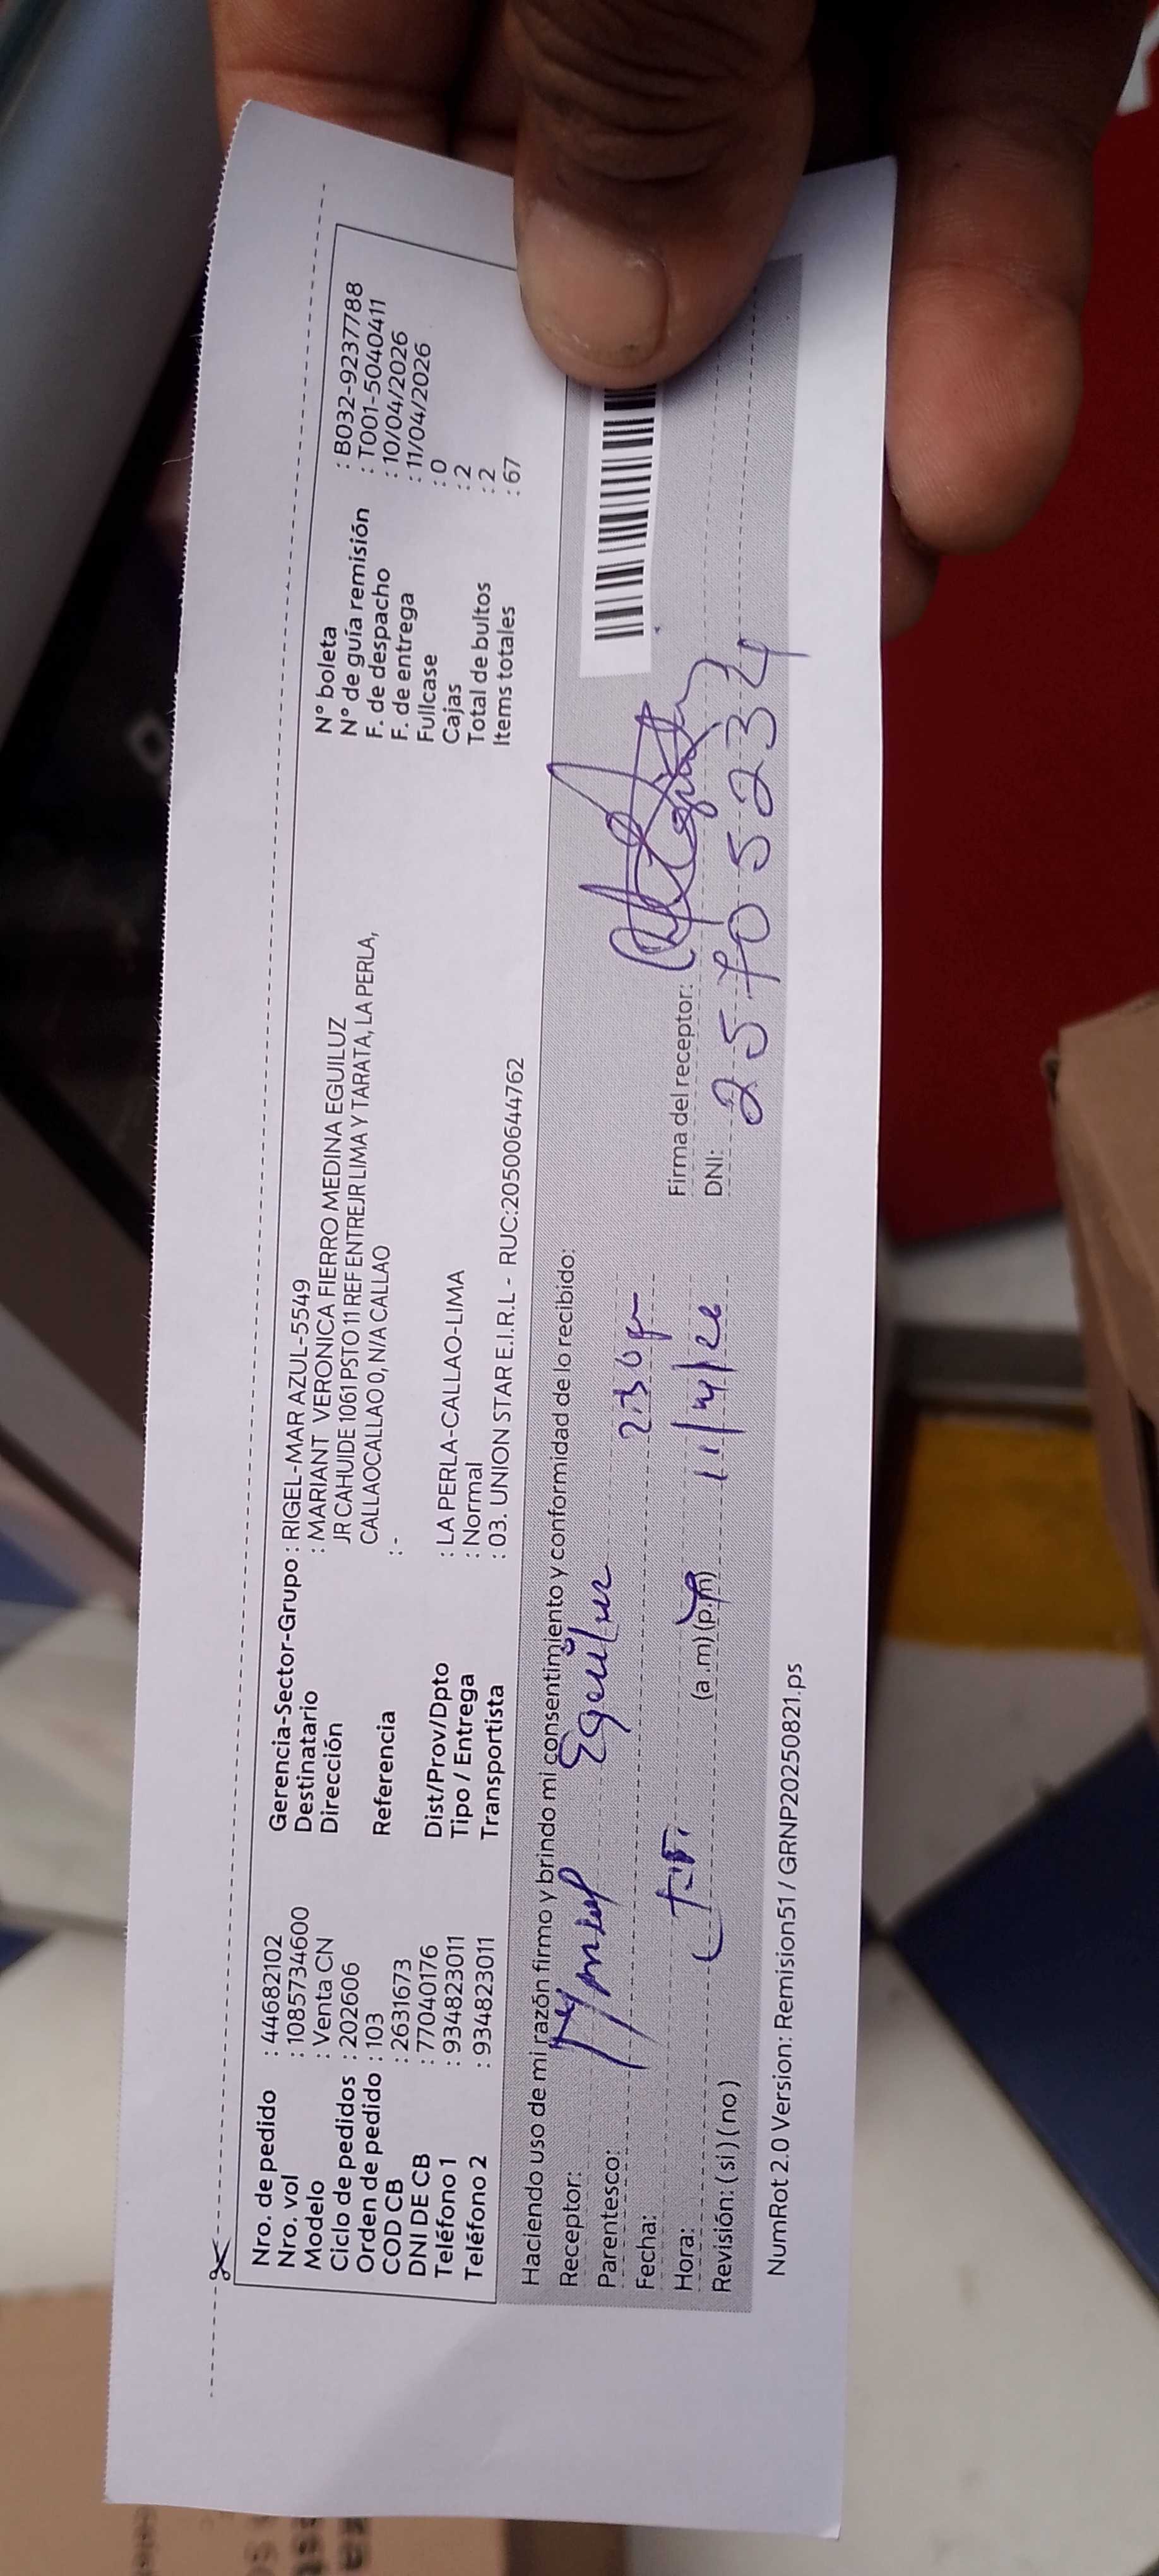 Nro. de pedido : 44682102
Nro. vol : 1085734600
Modelo : Venta CN
Ciclo de pedidos : 202606
Orden de pedido : 103
COD CB : 2631673
DNI DE CB : 77040176
Teléfono 1 : 934823011
Teléfono 2 : 934823011
Gerencia-Sector-Grupo : RIGEL-MAR AZUL-5549
Destinatario : MARIANT VERONICA FIERRO MEDINA EGUILUZ
Dirección JR CAHUIDE 1061 PSTO 11 REF ENTREJR LIMA Y TARATA, LA PERLA,
CALLAOCALLAO 0, N/A CALLAO
Referencia : -
Dist/Prov/Dpto : LA PERLA-CALLAO-LIMA
Tipo / Entrega : Normal
Transportista : 03. UNION STAR E.I.R.L - RUC:20500644762
N° boleta : B032-9237788
N° de guía remisión : T001-5040411
F. de despacho : 10/04/2026
F. de entrega : 11/04/2026
Fullcase : 0
Cajas : 2
Total de bultos : 2
Items totales : 67
Haciendo uso de mi razón firmo y brindo mi consentimiento y conformidad de lo recibido:
Receptor: Eguiluz
Parentesco: 2:30
Fecha: 11/4/26
Hora: (a.m) (p.m)
Revisión: ( si ) ( no )
Firma del receptor:
DNI: 25705234
NumRot 2.0 Version: Remision51 / GRNP20250821.ps